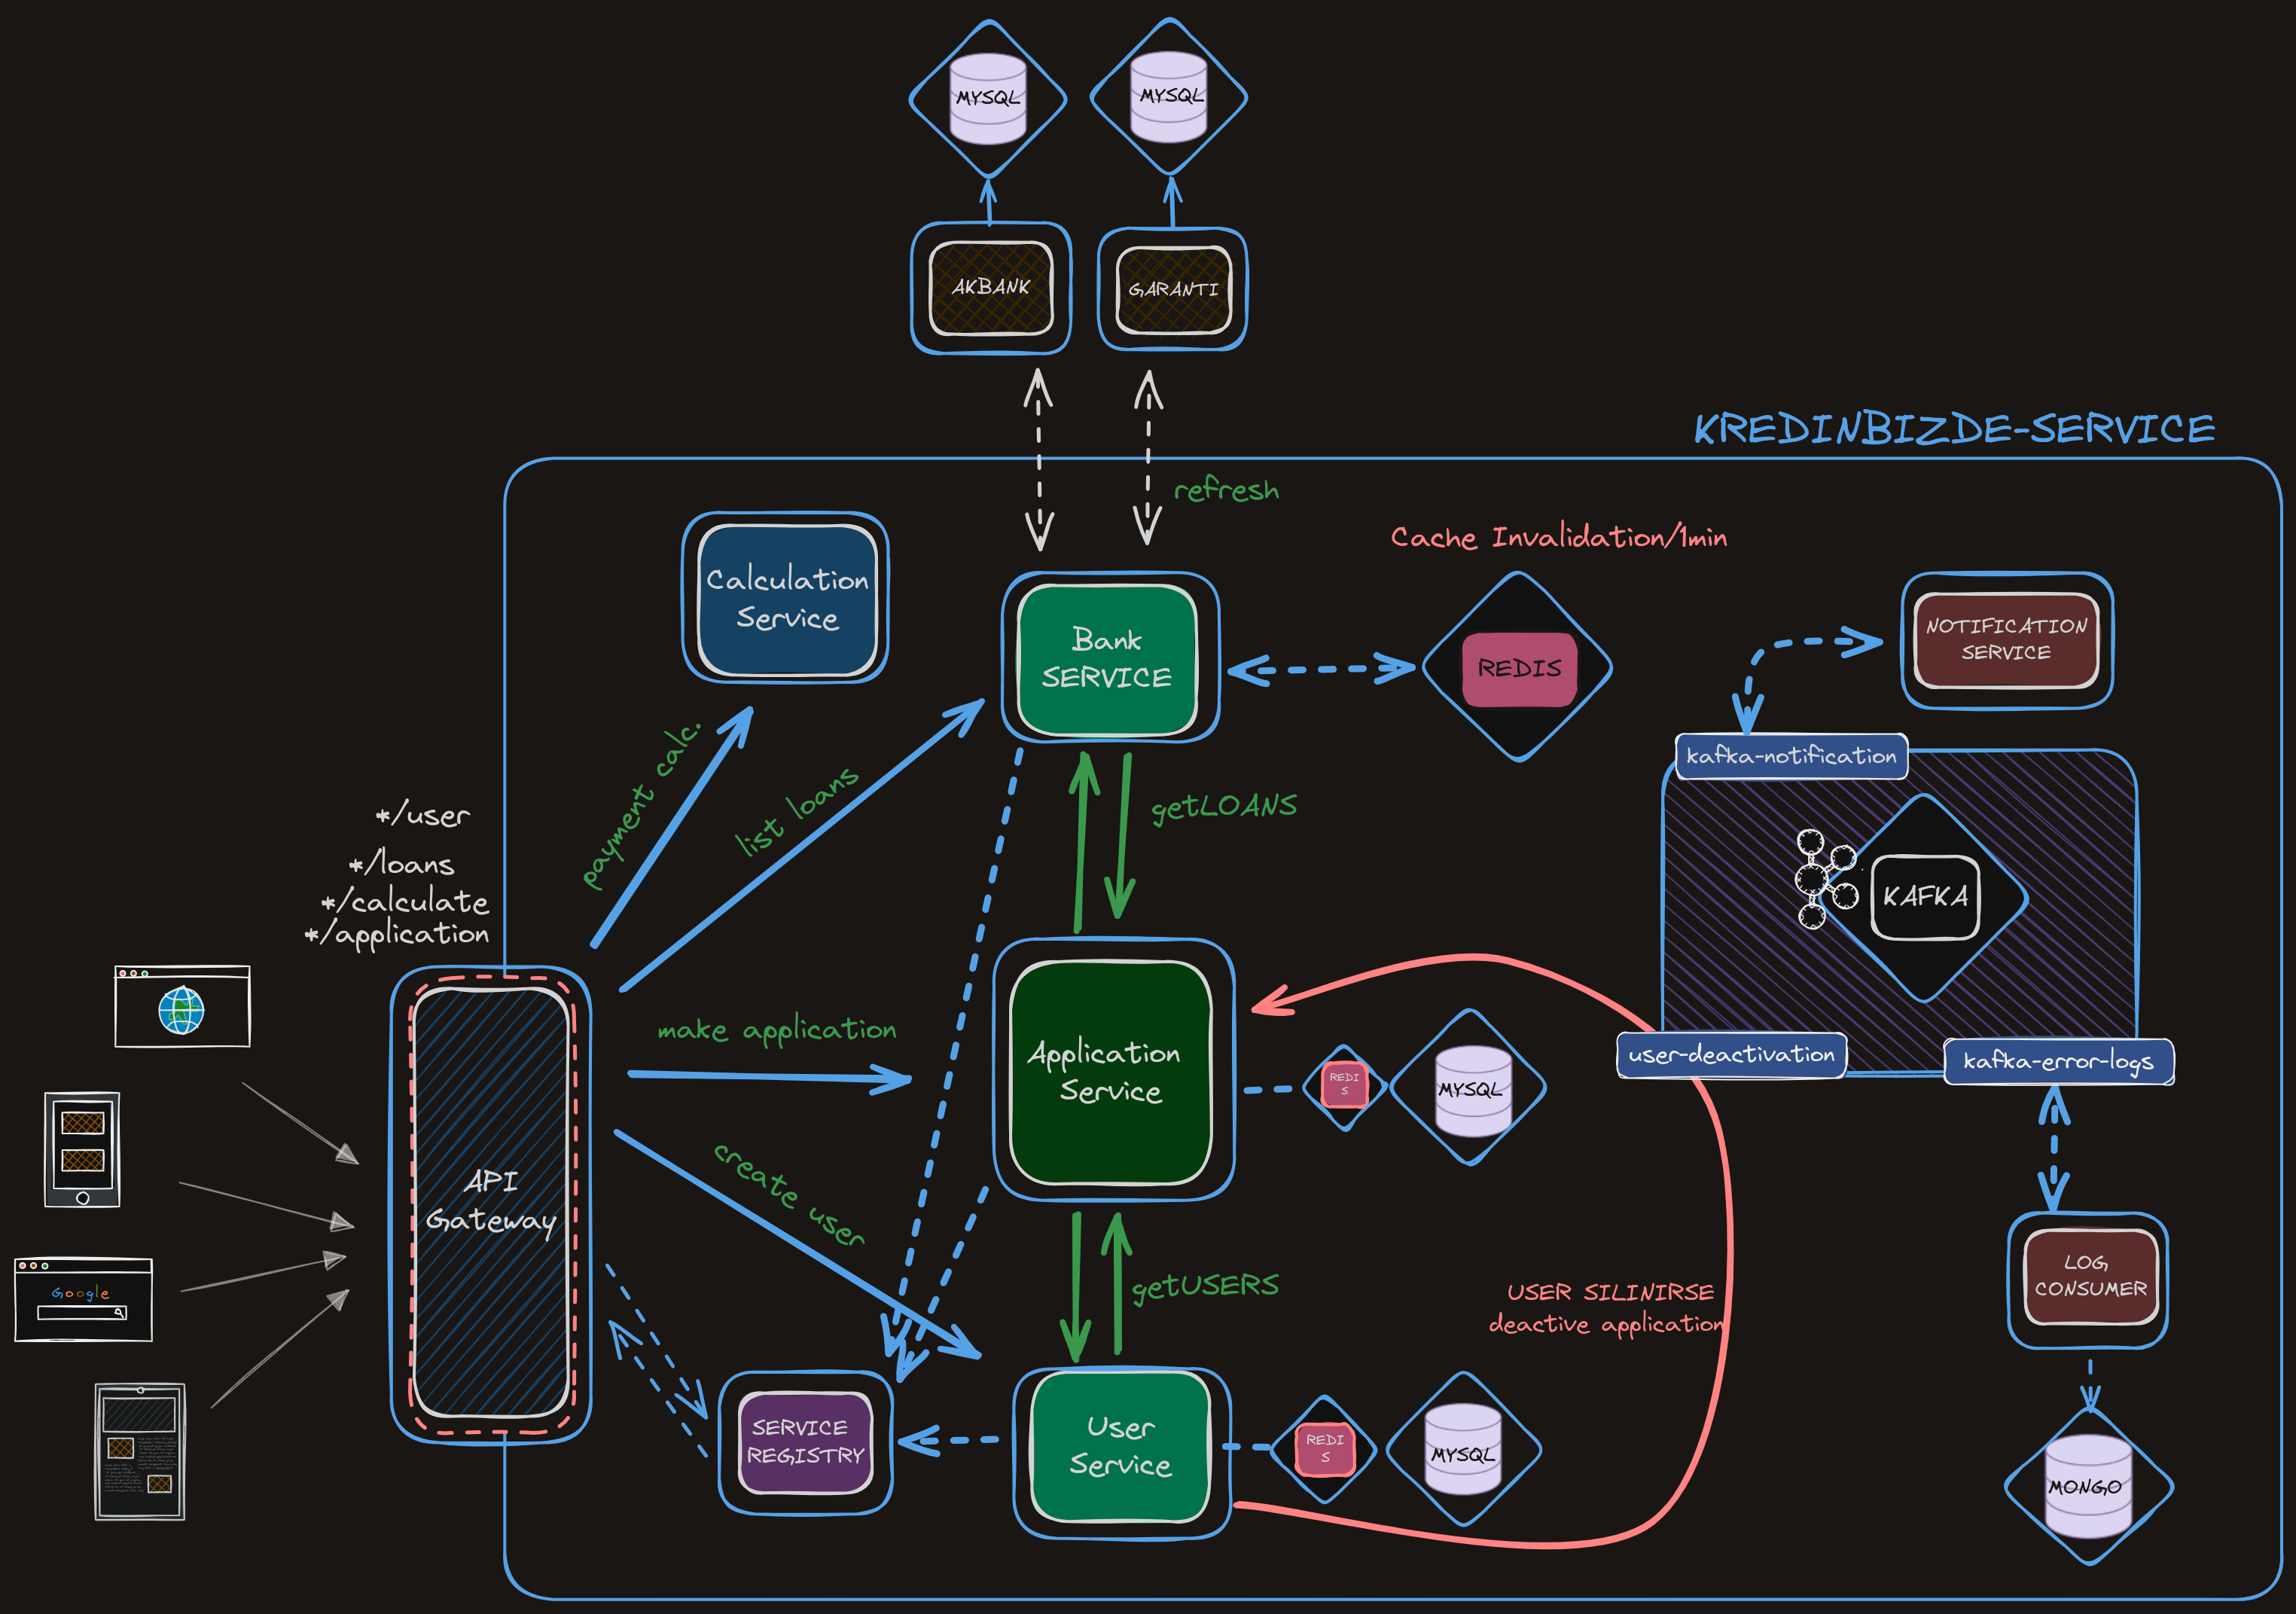 MYSQL
MYSQL
AKBANK
GARANTI
KREDINBIZDE-SERVICE
refresh
Cache Invalidation/1min
Calculation
Service
Bank
SERVICE
REDIS
NOTIFICATION
SERVICE
kafka-notification
payment calc.
list loans
getLOANS
*/user
*/loans
*/calculate
*/application
KAFKA
make application
Application
Service
REDI
S
MYSQL
user-deactivation
kafka-error-logs
API
Gateway
create user
getUSERS
USER SILINIRSE
deactive application
LOG
CONSUMER
Google
SERVICE
REGISTRY
User
Service
REDI
S
MYSQL
MONGO